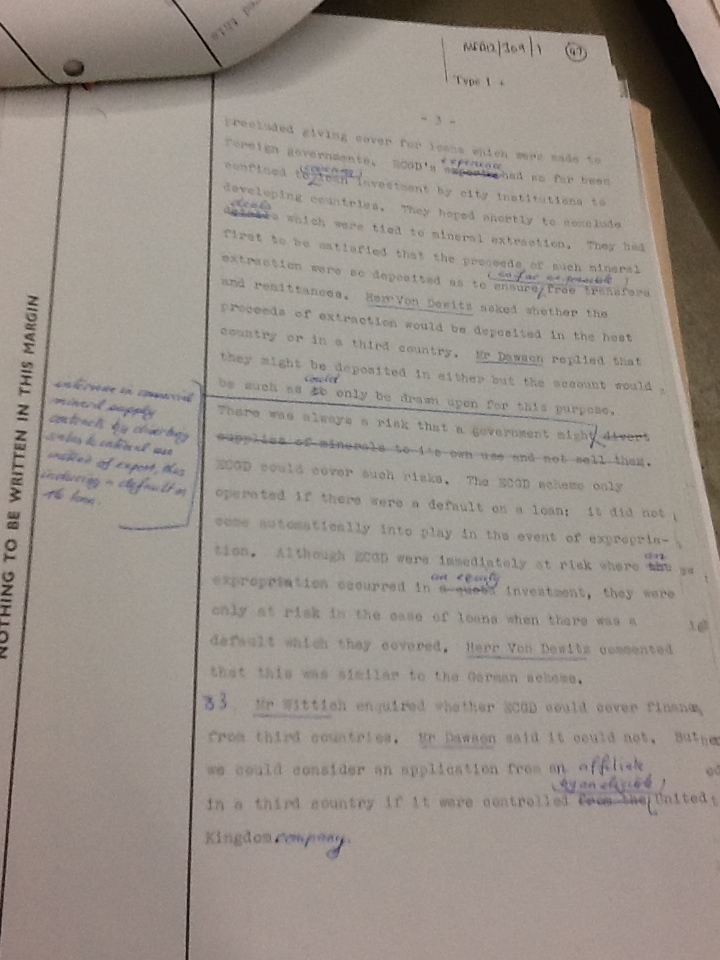 Type 1
- 3 -
precluded giving cover for loans which were made to
foreign governments. ECGD's experience had so far been
confined to covering loan investment by city institutions to
developing countries. They hoped shortly to conclude
deals which were tied to mineral extraction. They had
first to be satisfied that the proceeds of such mineral
extraction were so deposited as to ensure so far as possible free transfers
and remittances. Herr Von Dewitz asked whether the
proceeds of extraction would be deposited in the host
country or in a third country. Mr Dawson replied that
they might be deposited in either but the account would
be such as could only be drawn upon for this purpose.
There was always a risk that a government might divert
supplies of minerals to i's own use and not sell them.
intervene in commercial
mineral supply
contracts by diverting
sales to internal use
instead of export, thus
inducing a default on
the loan.
ECGD could cover such risks. The ECGD scheme only
operated if there were a default on a loan; it did not
come automatically into play in the event of expropria-
tion. Although ECGD were immediately at risk where an
expropriation occurred in an equity investment, they were
only at risk in the case of loans when there was a
default which they covered. Herr Von Dewitz commented
that this was similar to the German scheme.
33 Mr Wittich enquired whether ECGD could cover finance
from third countries. Mr Dawson said it could not. But
we could consider an application from an affiliate
in a third country if it were controlled from the by an eligible United
Kingdom company.
NOTHING TO BE WRITTEN IN THIS MARGIN